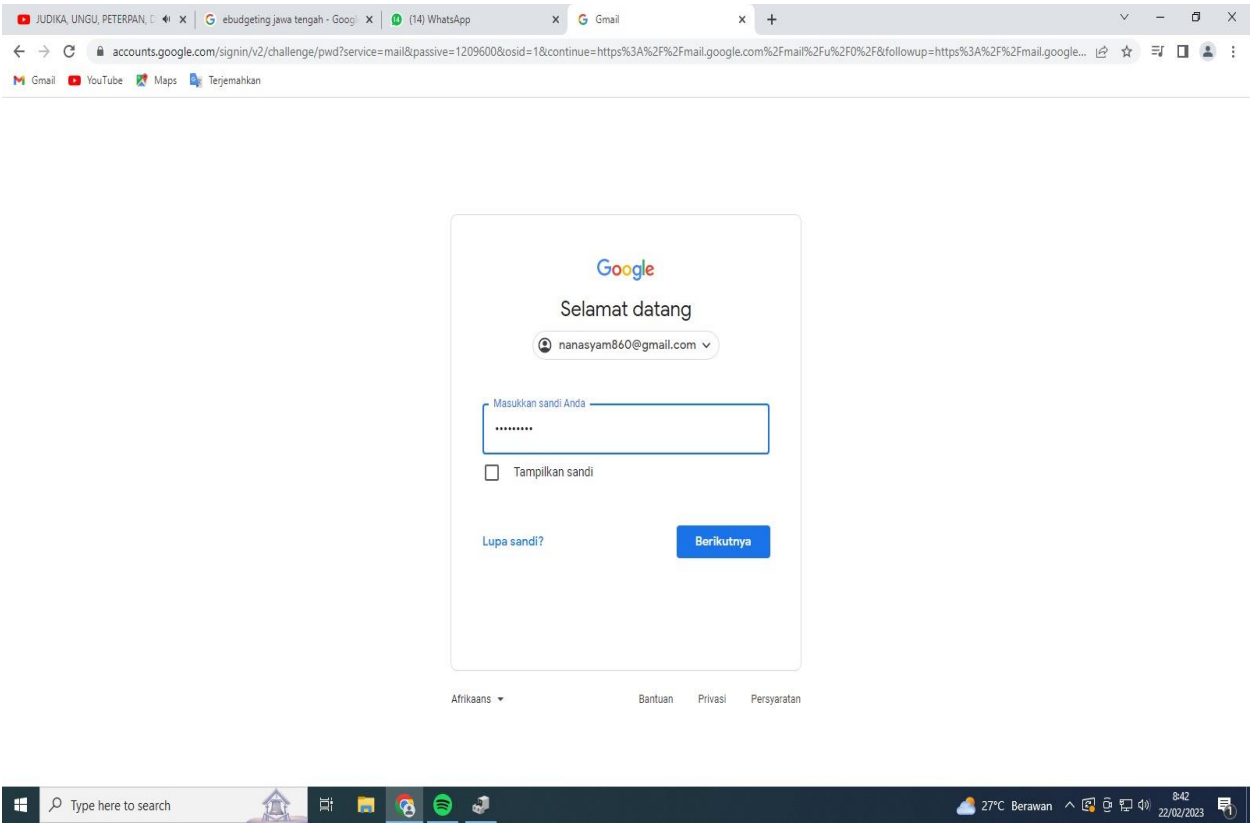 JUDIKA, UNGU, PETERPAN, D
ebudgeting jawa tengah - Googl
(14) WhatsApp
Gmail
accounts.google.com/signin/v2/challenge/pwd?service=mail&passive=1209600&osid=1&continue=https%3A%2F%2Fmail.google.com%2Fmail%2Fu%2F0%2F&followup=https%3A%2F%2Fmail.google...
Gmail YouTube Maps Terjemahkan
Google
Selamat datang
nanasyam860@gmail.com
Masukkan sandi Anda
•••••••••
Tampilkan sandi
Lupa sandi? Berikutnya
Afrikaans Bantuan Privasi Persyaratan
Type here to search
27°C Berawan
8:42
22/02/2023
1